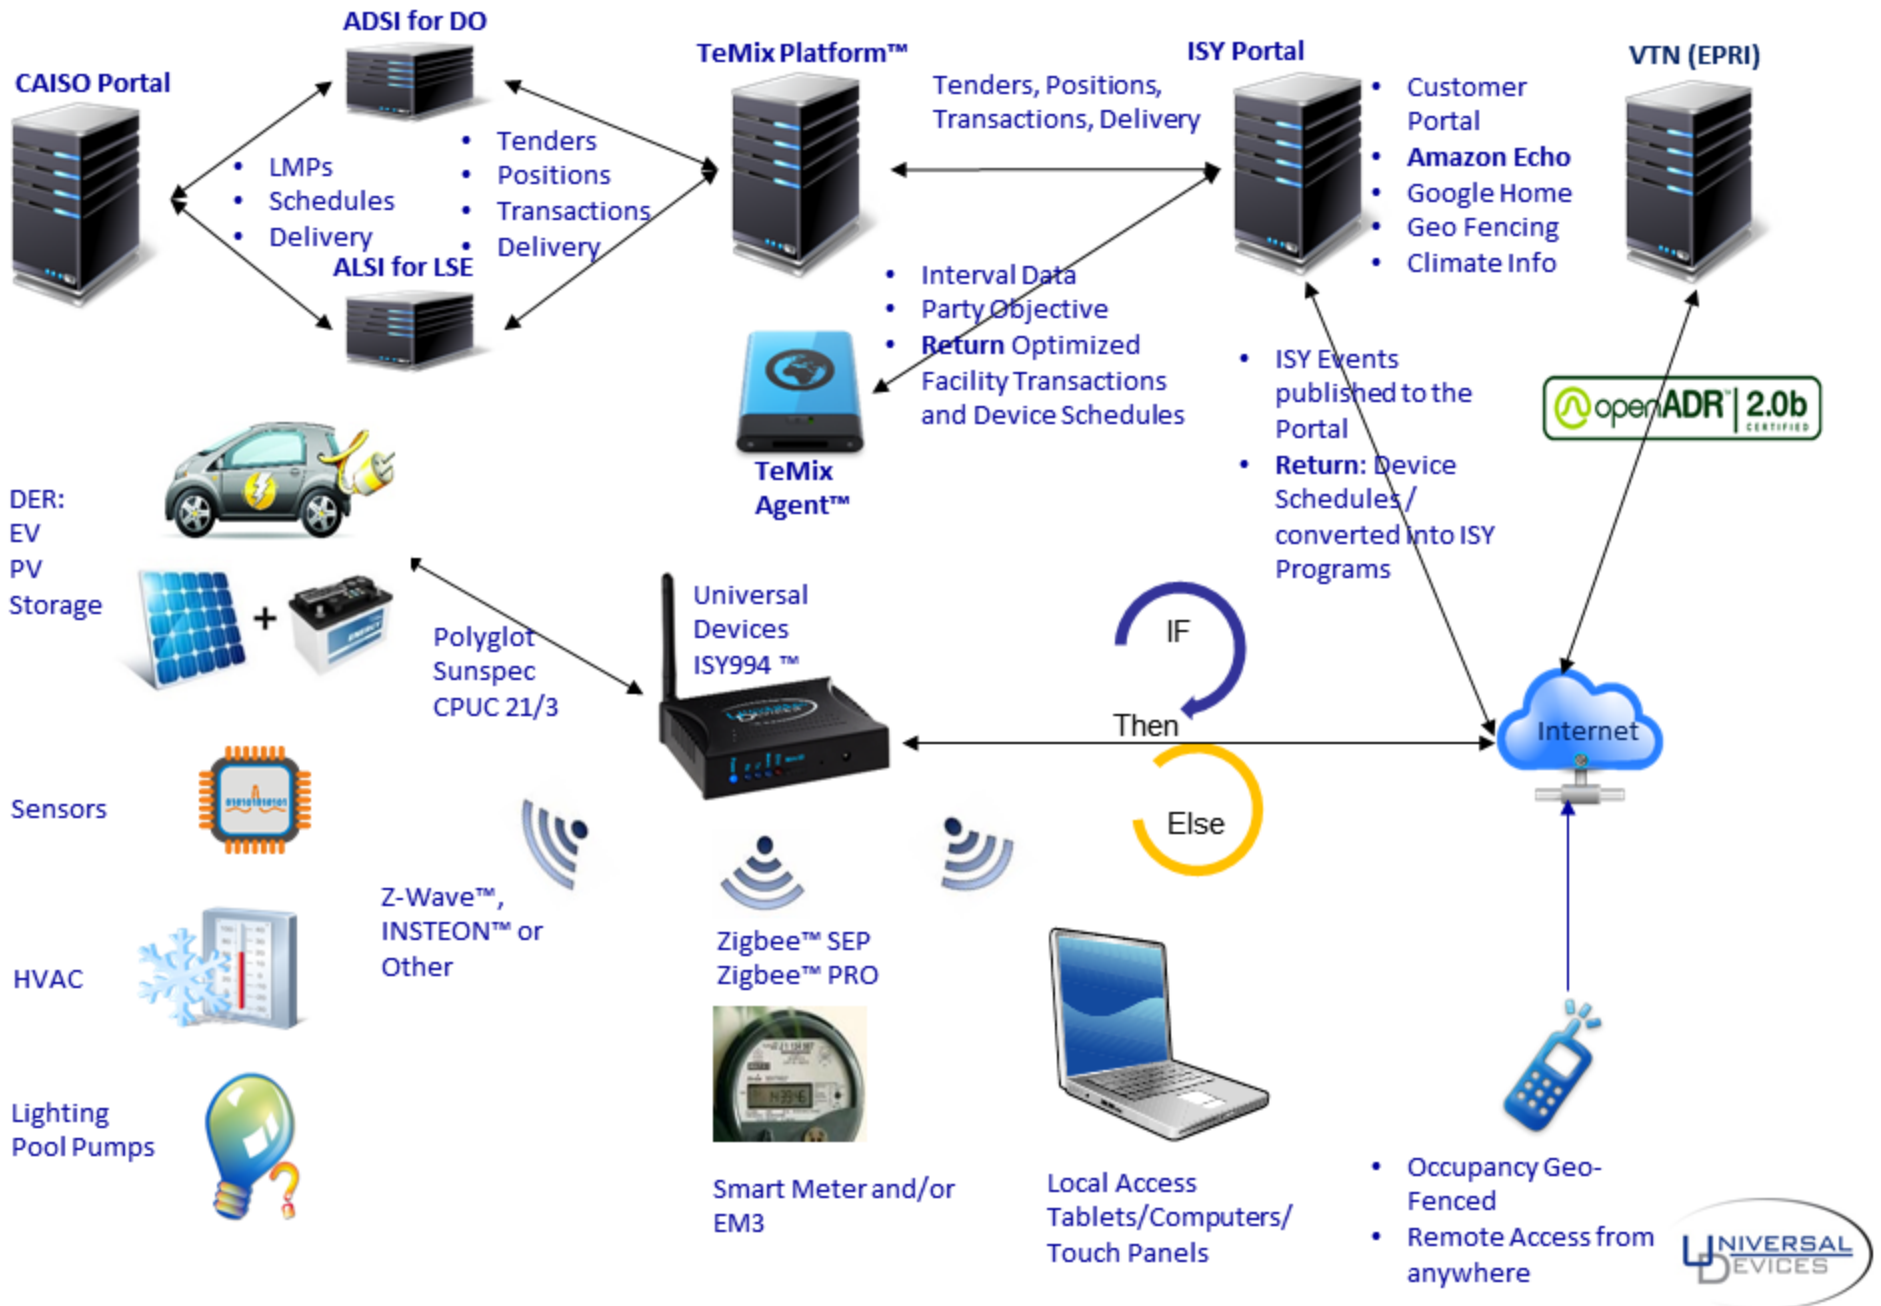 ADSI for DO
CAISO Portal
TeMix Platform™
ISY Portal
VTN (EPRI)
• LMPs
• Schedules
• Delivery
• Tenders
• Positions
• Transactions
• Delivery
ALSI for LSE
Tenders, Positions,
Transactions, Delivery
• Customer
Portal
• Amazon Echo
• Google Home
• Geo Fencing
• Climate Info
• Interval Data
• Party Objective
• Return Optimized
Facility Transactions
and Device Schedules
TeMix
Agent™
• ISY Events
published to the
Portal
• Return: Device
Schedules /
converted into ISY
Programs
openADR™ 2.0b
CERTIFIED
DER:
EV
PV
Storage
+
ENERGY
Polyglot
Sunspec
CPUC 21/3
Universal
Devices
ISY994 ™
UNIVERSAL
DEVICES
IF
Then
Else
Internet
Sensors
010101010101
Z-Wave™,
INSTEON™ or
Other
Zigbee™ SEP
Zigbee™ PRO
HVAC
Lighting
Pool Pumps
Smart Meter and/or
EM3
Local Access
Tablets/Computers/
Touch Panels
• Occupancy Geo-
Fenced
• Remote Access from
anywhere
UNIVERSAL
DEVICES